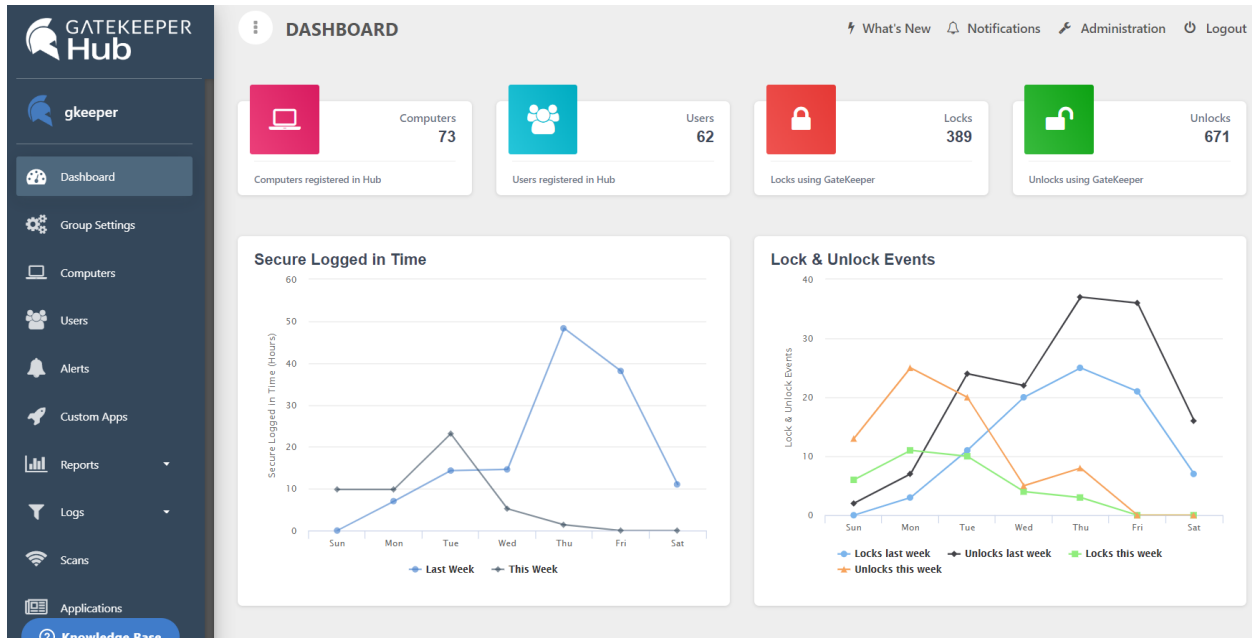 GATEKEEPER
Hub
gkeeper
Dashboard
Group Settings
Computers
Users
Alerts
Custom Apps
Reports
Logs
Scans
Applications
Knowledge Base
DASHBOARD
What's New
Notifications
Administration
Logout
Computers
73
Computers registered in Hub
Users
62
Users registered in Hub
Locks
389
Locks using GateKeeper
Unlocks
671
Unlocks using GateKeeper
Secure Logged in Time
Secure Logged in Time (Hours)
60
50
40
30
20
10
0
Sun Mon Tue Wed Thu Fri Sat
Last Week This Week
Lock & Unlock Events
Lock & Unlock Events
40
30
20
10
0
Sun Mon Tue Wed Thu Fri Sat
Locks last week Unlocks last week Locks this week
Unlocks this week